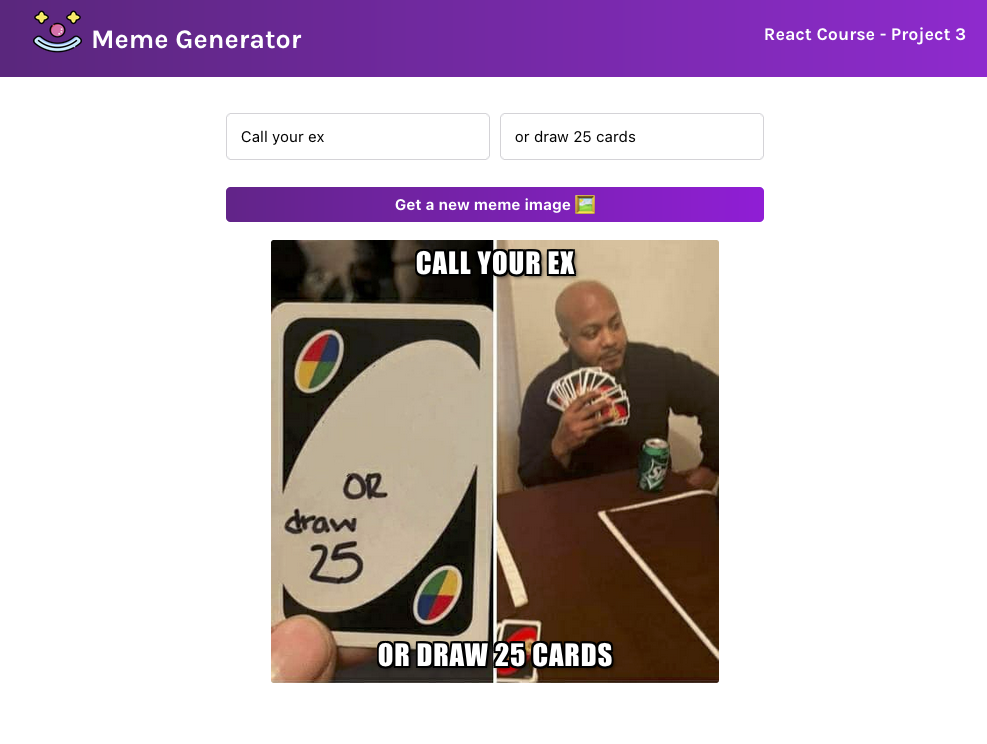 Meme Generator
React Course - Project 3
Call your ex
or draw 25 cards
Get a new meme image
CALL YOUR EX
OR
draw
25
OR DRAW 25 CARDS